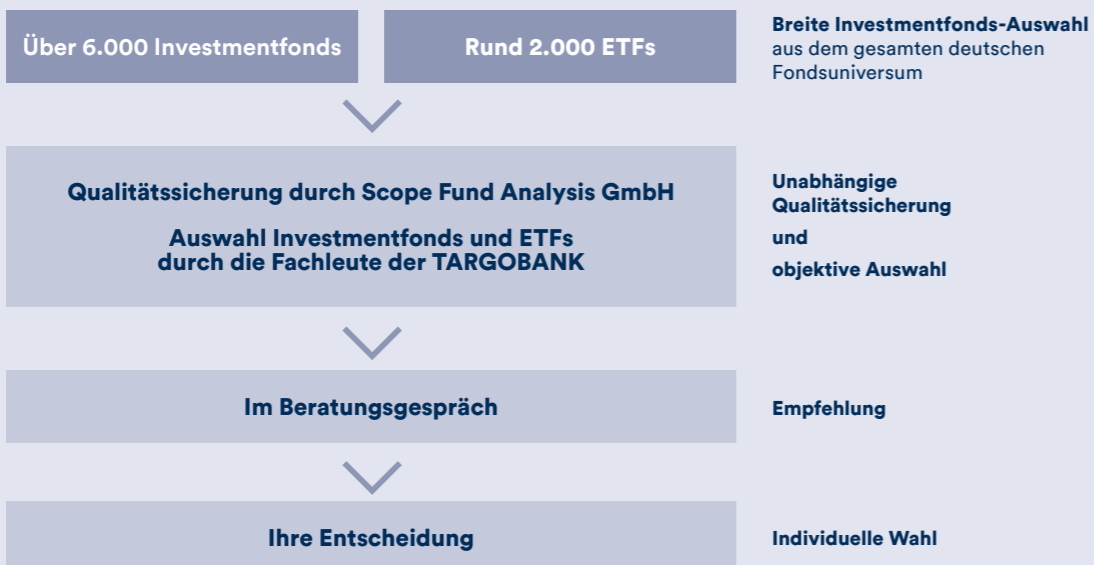 Über 6.000 Investmentfonds
Rund 2.000 ETFs
Breite Investmentfonds-Auswahl
aus dem gesamten deutschen
Fondsuniversum
Qualitätssicherung durch Scope Fund Analysis GmbH
Auswahl Investmentfonds und ETFs
durch die Fachleute der TARGOBANK
Unabhängige
Qualitätssicherung
und
objektive Auswahl
Im Beratungsgespräch
Empfehlung
Ihre Entscheidung
Individuelle Wahl